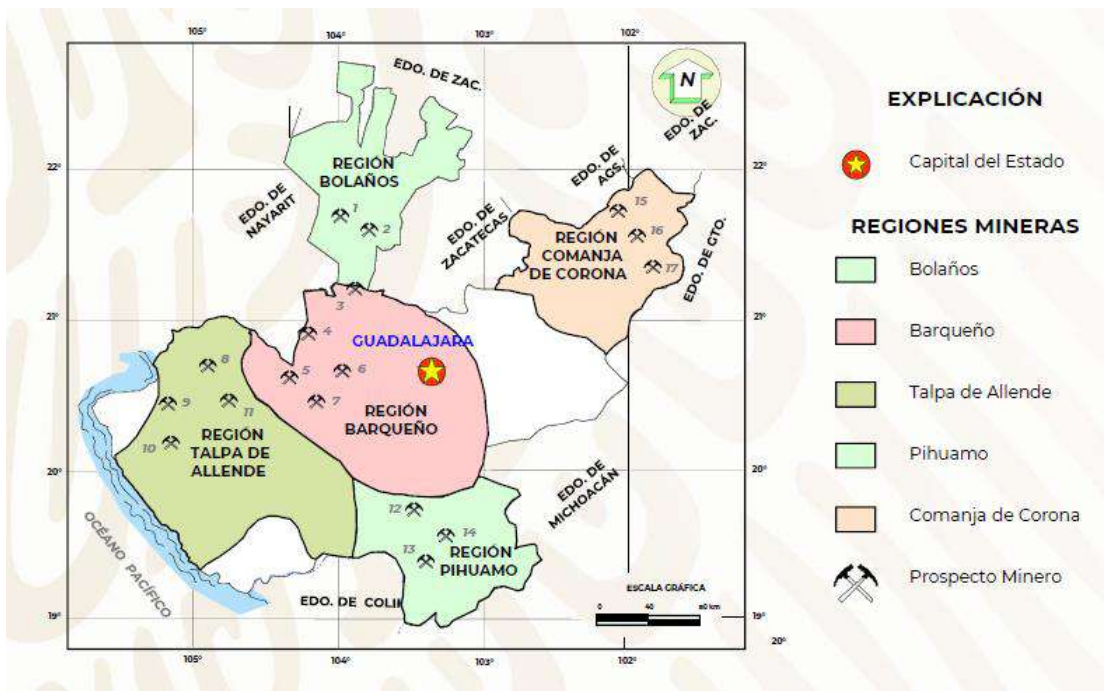 105°
104°
103°
102°
EDO. DE ZAC.
N
EDO. DE
ZAC.
EDO. DE
AGS.
22°
22°
REGIÓN
BOLAÑOS
EDO. DE
NAYARIT
EDO. DE
ZACATECAS
1
2
15
16
17
REGIÓN
COMANJA
DE CORONA
EDO. DE GTO.
3
21°
21°
4
GUADALAJARA
5
6
7
8
9
10
11
REGIÓN
BARQUEÑO
REGIÓN
TALPA DE
ALLENDE
20°
20°
EDO. DE
MICHOACÁN
12
13
14
REGIÓN
PIHUAMO
OCÉANO PACÍFICO
EDO. DE COLI
ESCALA GRÁFICA
0 40 80 km
19°
19°
20°
105°
104°
103°
102°
EXPLICACIÓN
Capital del Estado
REGIONES MINERAS
Bolaños
Barqueño
Talpa de Allende
Pihuamo
Comanja de Corona
Prospecto Minero